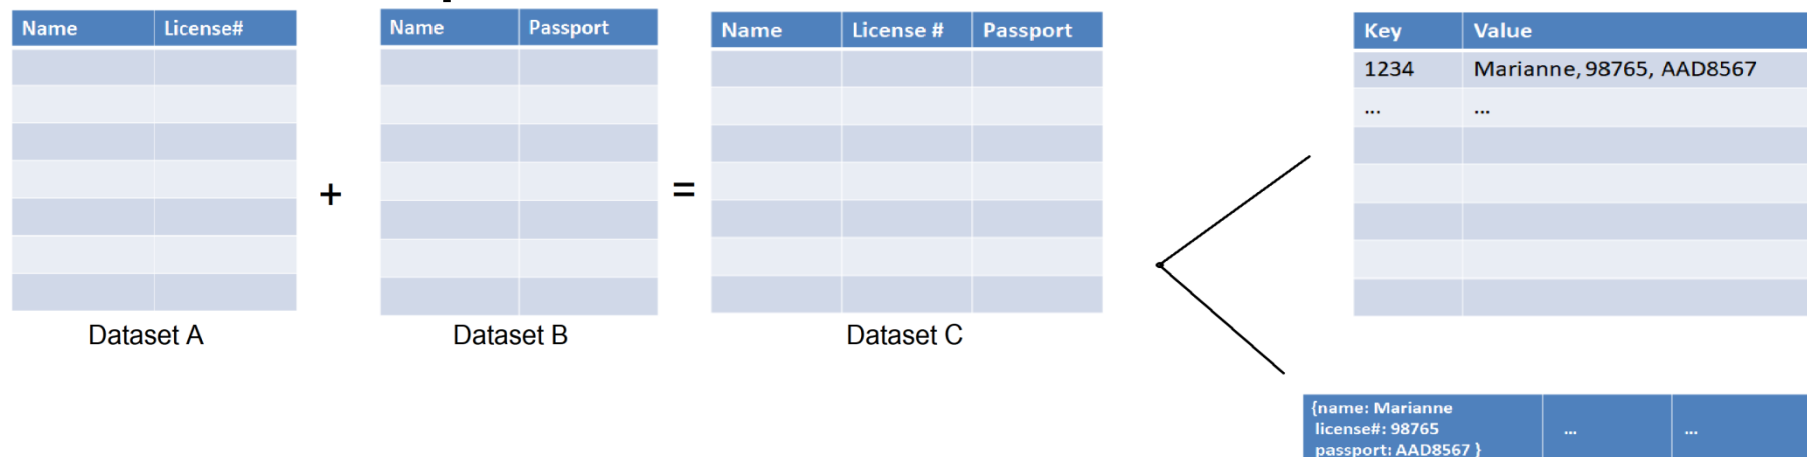 Name License#
+
Dataset A
Name Passport
=
Dataset B
Name License # Passport
Dataset C
Key Value
1234 Marianne, 98765, AAD8567
... ...
{name: Marianne
license#: 98765
passport: AAD8567 }
... ...